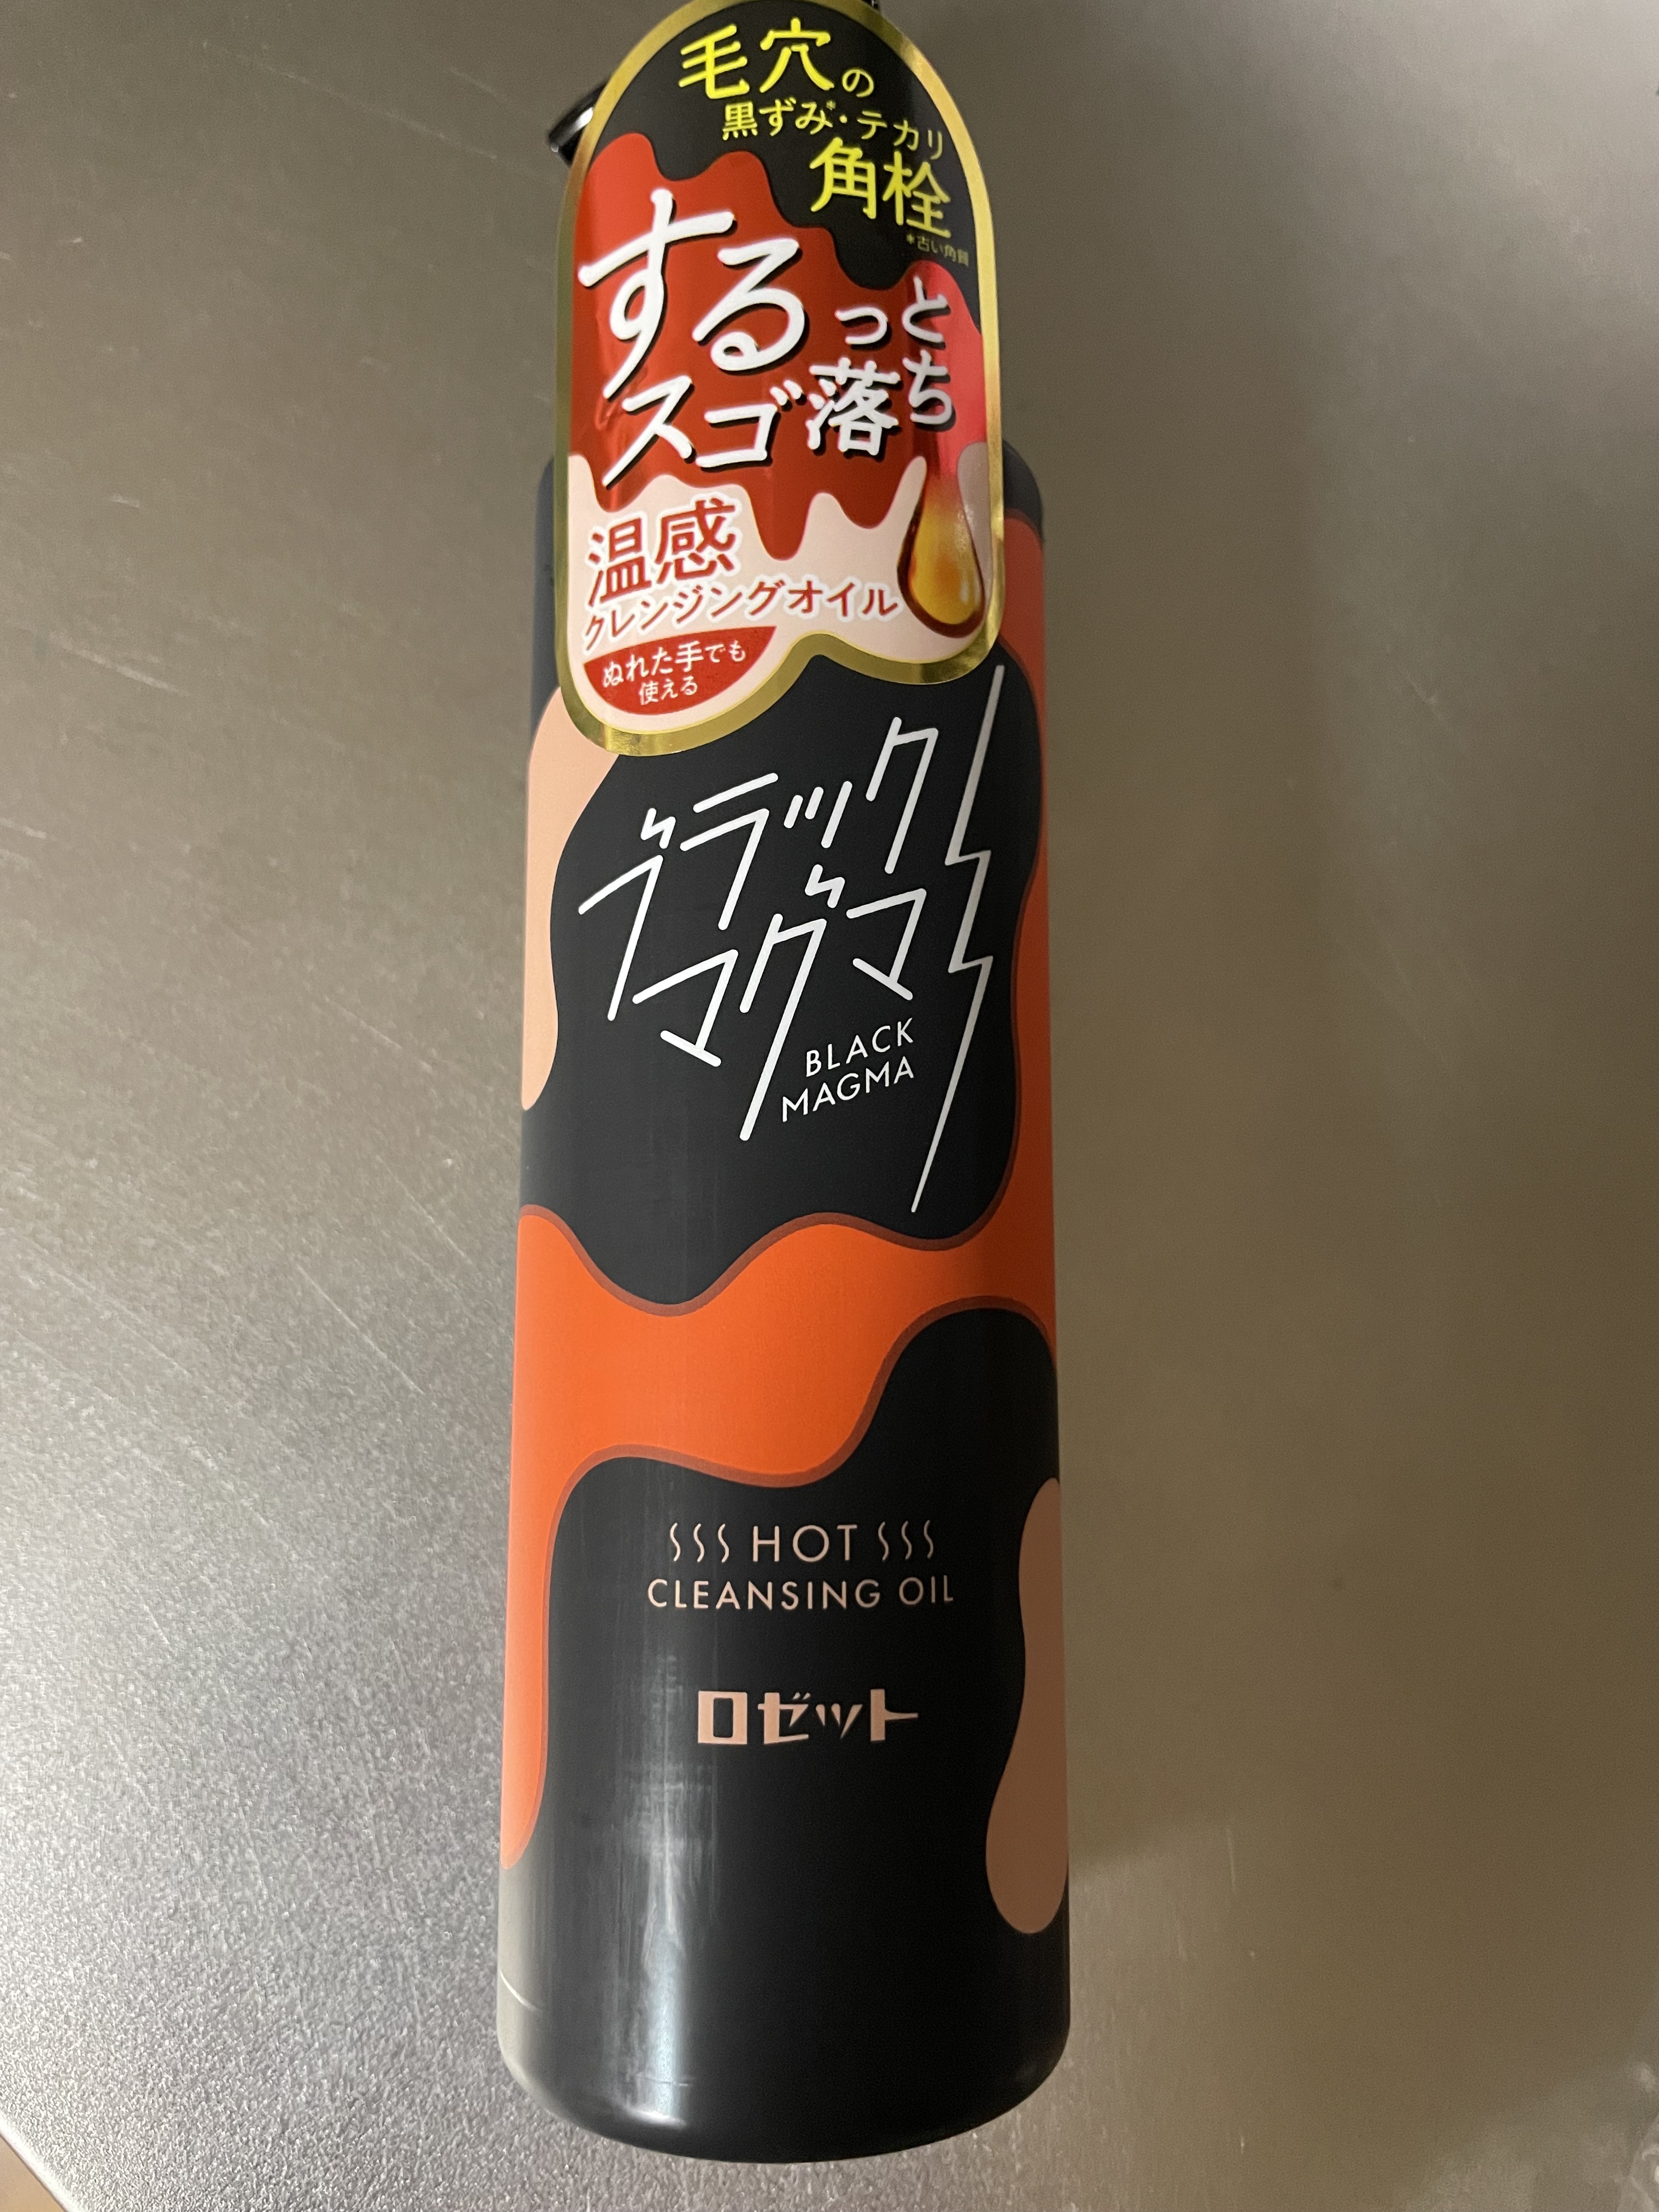 毛穴の
黒ずみ*・テカリ
角栓
*古い角質
するっと
スゴ落ち
温感
クレンジングオイル
ぬれた手でも
使える
ブラック
マグマ
BLACK
MAGMA
HOT
CLEANSING OIL
ロゼット